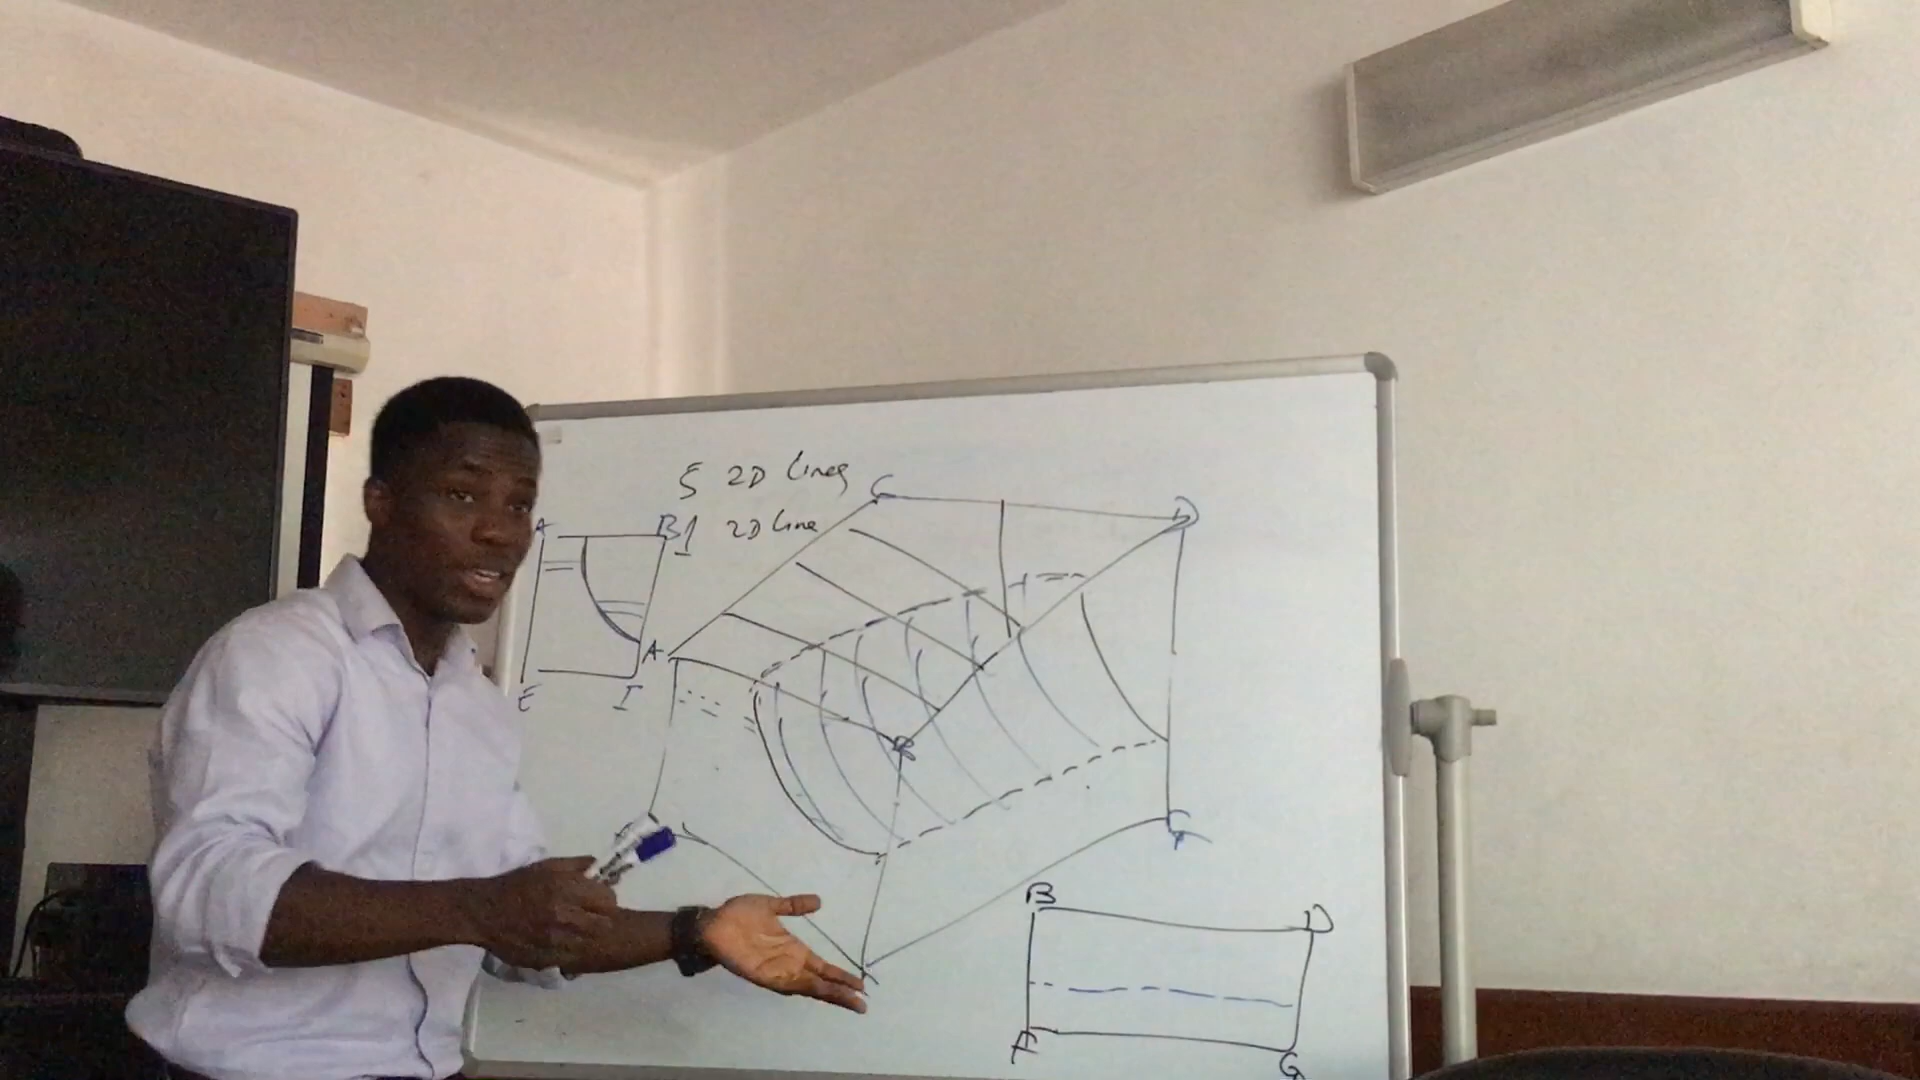 5 2D Lines
1 2D Line
A B
E I
C D
A
B
G
B D
A G